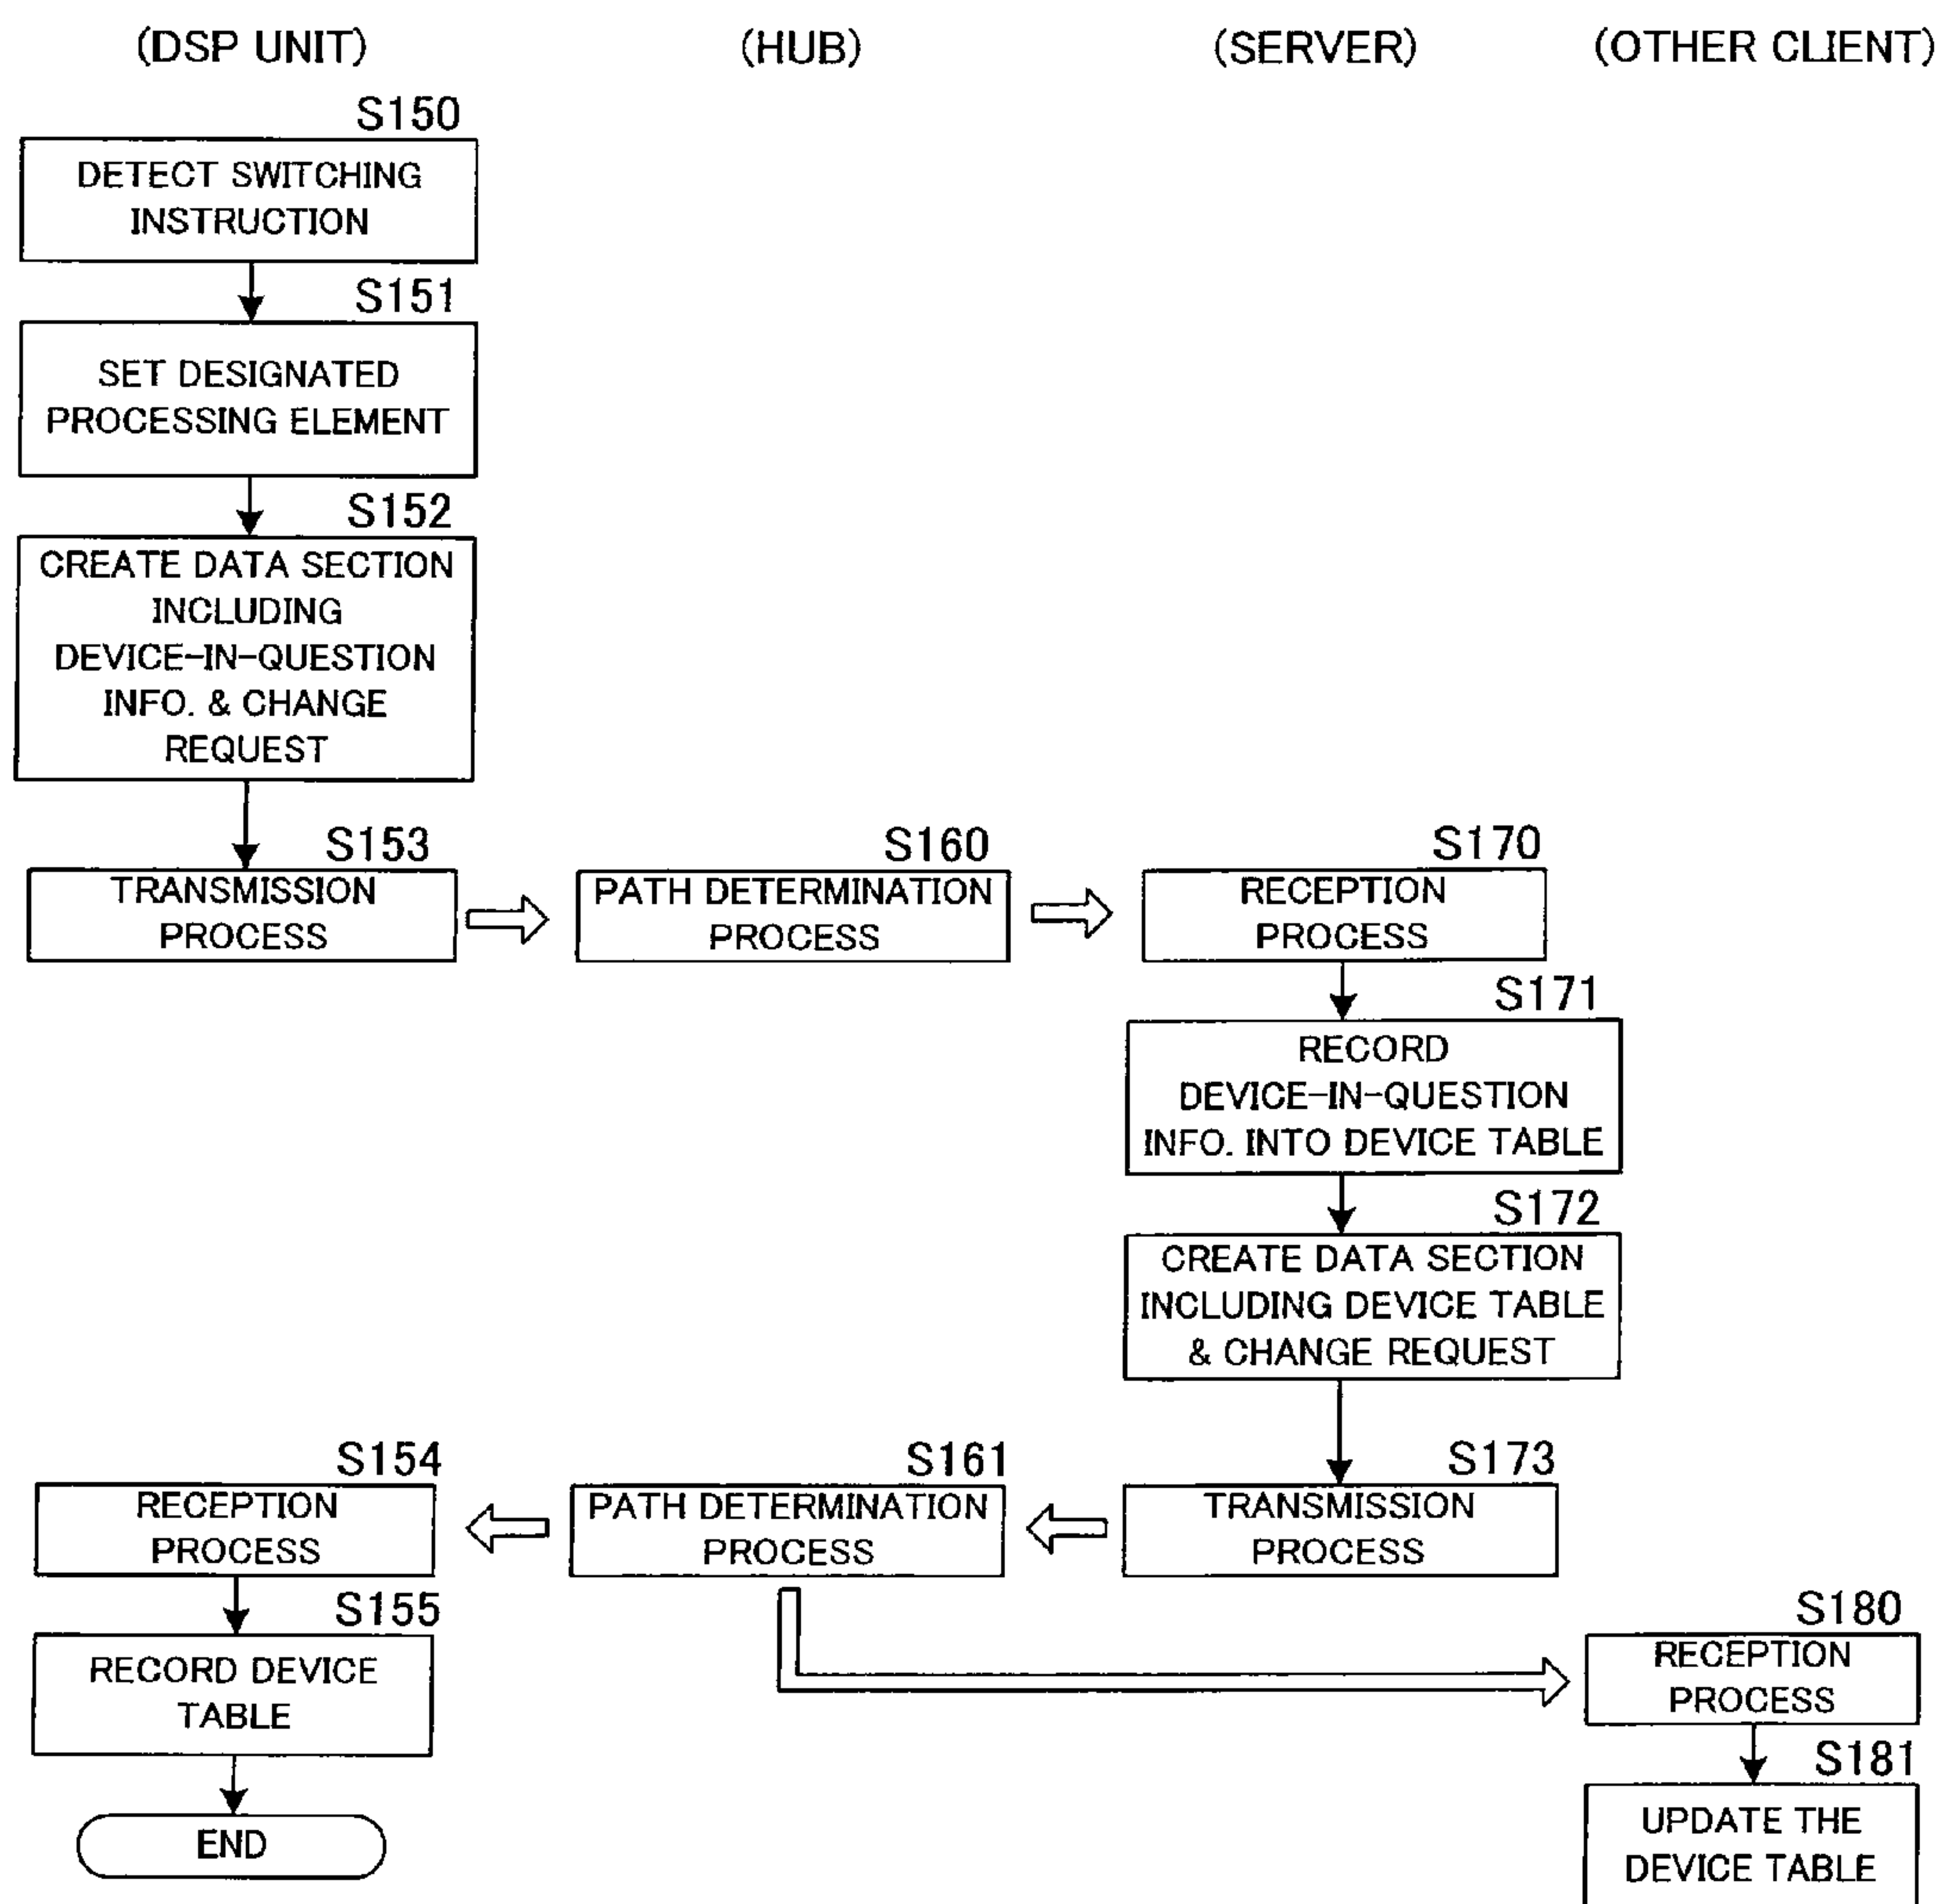 (DSP UNIT)
(HUB)
(SERVER)
(OTHER CLIENT)
S150
DETECT SWITCHING
INSTRUCTION
S151
SET DESIGNATED
PROCESSING ELEMENT
S152
CREATE DATA SECTION
INCLUDING
DEVICE-IN-QUESTION
INFO. & CHANGE
REQUEST
S153
TRANSMISSION
PROCESS
S160
PATH DETERMINATION
PROCESS
S170
RECEPTION
PROCESS
S171
RECORD
DEVICE-IN-QUESTION
INFO. INTO DEVICE TABLE
S172
CREATE DATA SECTION
INCLUDING DEVICE TABLE
& CHANGE REQUEST
S173
TRANSMISSION
PROCESS
S161
PATH DETERMINATION
PROCESS
S154
RECEPTION
PROCESS
S155
RECORD DEVICE
TABLE
END
S180
RECEPTION
PROCESS
S181
UPDATE THE
DEVICE TABLE